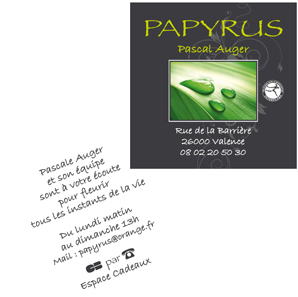 PAPYRUS
Pascal Auger
Rue de la Barrière
26000 Valence
08 02 20 50 30
Pascale Auger
et son équipe
sont à votre écoute
pour fleurir
tous les instants de la vie
Du lundi matin
au dimanche 13h
Mail : papyrus@orange.fr
par
Espace Cadeaux